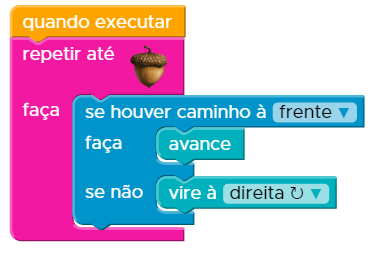 quando executar
repetir até
faça se houver caminho à frente ▼
faça avance
se não vire à direita ↻ ▼